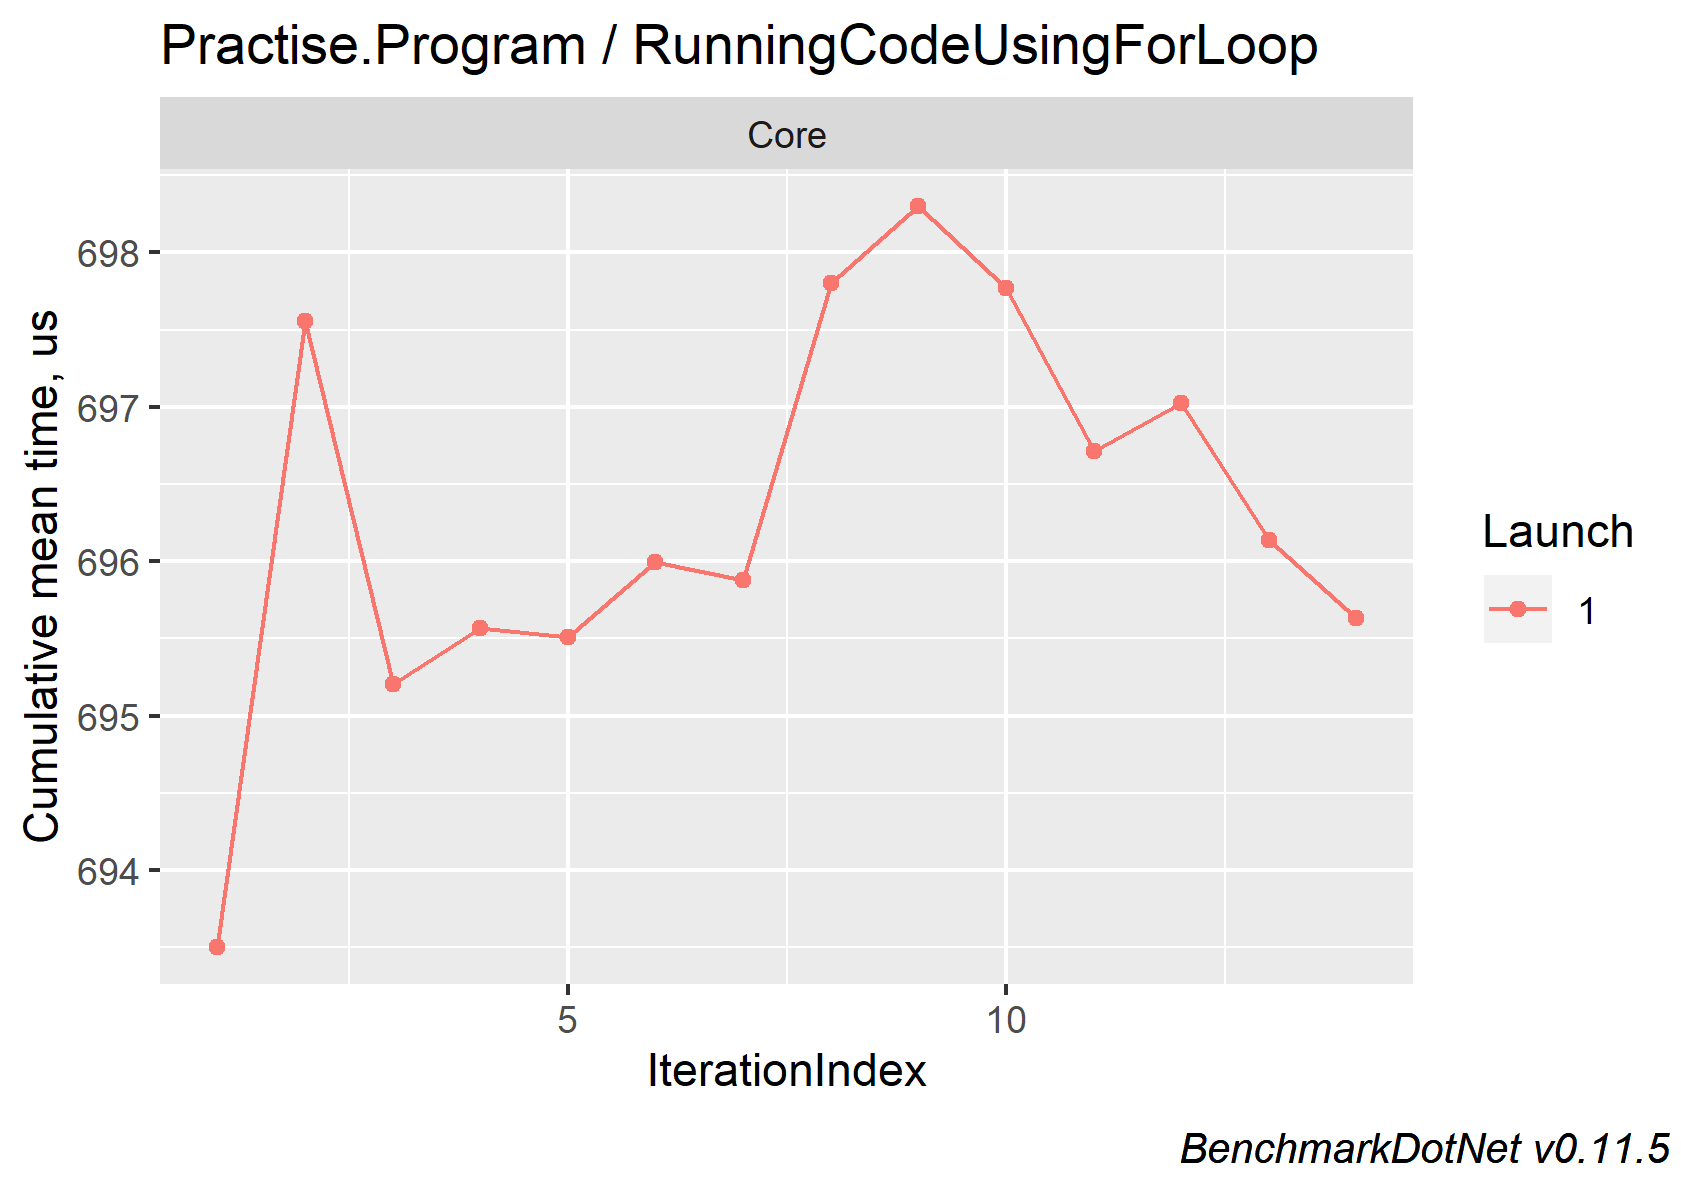 Practise.Program / RunningCodeUsingForLoop
Core
698
697
696
695
694
Cumulative mean time, us
5 10
IterationIndex
Launch
1
BenchmarkDotNet v0.11.5